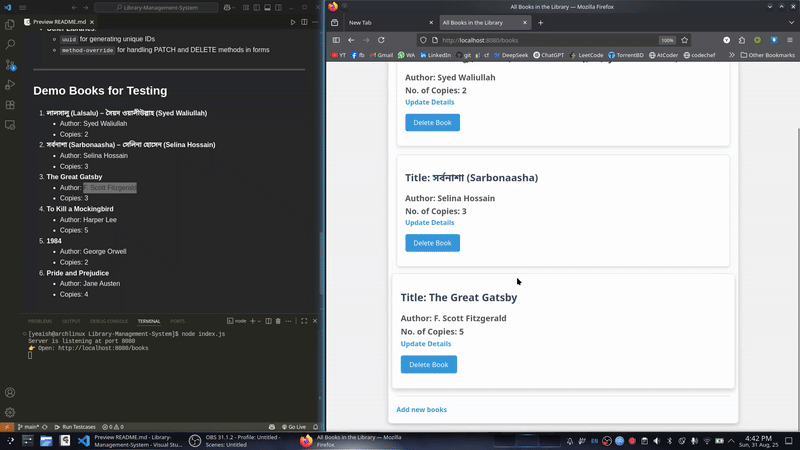 Library-Management-System
Preview README.md
uuid for generating unique IDs
method-override for handling PATCH and DELETE methods in forms
Demo Books for Testing
1. লালসালু (Lalsalu) – সৈয়দ ওয়ালীউল্লাহ (Syed Waliullah)
Author: Syed Waliullah
Copies: 2
2. সর্বনাশা (Sarbonaasha) – সেলিনা হোসেন (Selina Hossain)
Author: Selina Hossain
Copies: 3
3. The Great Gatsby
Author: F. Scott Fitzgerald
Copies: 3
4. To Kill a Mockingbird
Author: Harper Lee
Copies: 5
5. 1984
Author: George Orwell
Copies: 2
6. Pride and Prejudice
Author: Jane Austen
Copies: 4
PROBLEMS OUTPUT DEBUG CONSOLE TERMINAL PORTS
node
[yeaish@archlinux Library-Management-System]$ node index.js
Server is listening at port 8080
👉 Open: http://localhost:8080/books
main* Run Testcases 0 0 Go Live
All Books in the Library — Mozilla Firefox
New Tab
All Books in the Library
http://localhost:8080/books
100%
YT fb Gmail WA LinkedIn git cf DeepSeek ChatGPT LeetCode TorrentBD AtCoder codechef Other Bookmarks
Author: Syed Waliullah
No. of Copies: 2
Update Details
Delete Book
Title: সর্বনাশা (Sarbonaasha)
Author: Selina Hossain
No. of Copies: 3
Update Details
Delete Book
Title: The Great Gatsby
Author: F. Scott Fitzgerald
No. of Copies: 5
Update Details
Delete Book
Add new books
Preview README.md - Library-Management-System - Visual Stu...
OBS 31.1.2 - Profile: Untitled - Scenes: Untitled
All Books in the Library — Mozilla Firefox
EN
4:42 PM
Sun, 31 Aug, 25